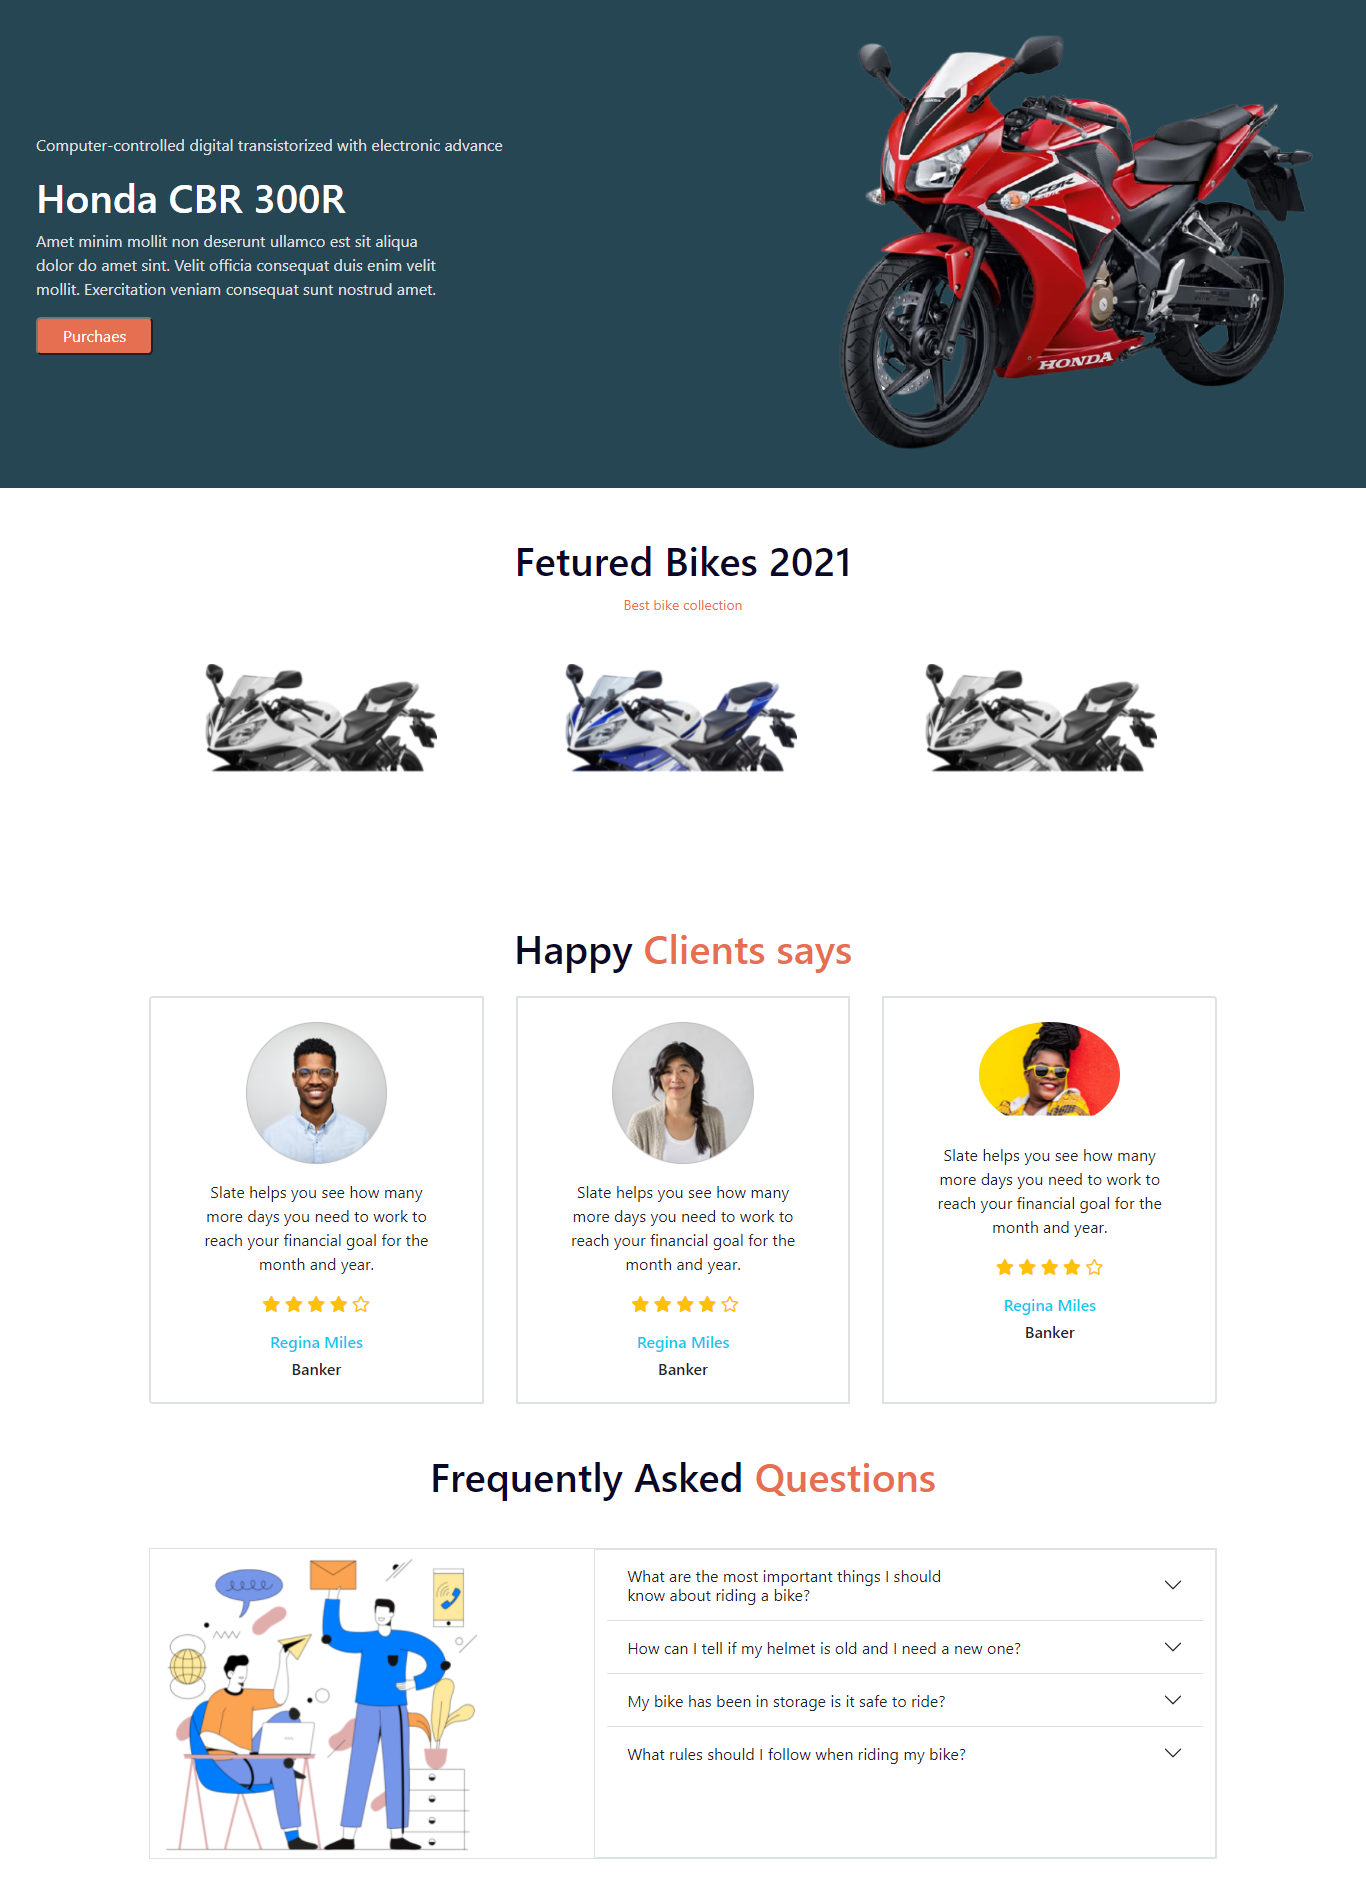 Computer-controlled digital transistorized with electronic advance
Honda CBR 300R
Amet minim mollit non deserunt ullamco est sit aliqua
dolor do amet sint. Velit officia consequat duis enim velit
mollit. Exercitation veniam consequat sunt nostrud amet.
Purchaes
HONDA
CBR
HONDA
Fetured Bikes 2021
Best bike collection
Happy Clients says
Slate helps you see how many
more days you need to work to
reach your financial goal for the
month and year.
Regina Miles
Banker
Slate helps you see how many
more days you need to work to
reach your financial goal for the
month and year.
Regina Miles
Banker
Slate helps you see how many
more days you need to work to
reach your financial goal for the
month and year.
Regina Miles
Banker
Frequently Asked Questions
What are the most important things I should
know about riding a bike?
How can I tell if my helmet is old and I need a new one?
My bike has been in storage is it safe to ride?
What rules should I follow when riding my bike?